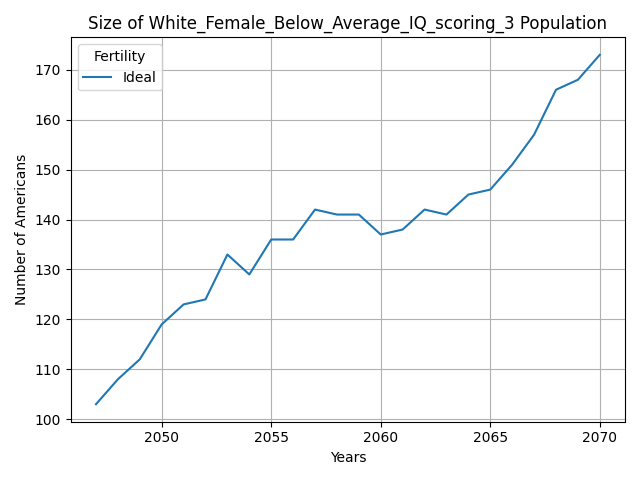 Size of White_Female_Below_Average_IQ_scoring_3 Population
Fertility
Ideal
Number of Americans
170
160
150
140
130
120
110
100
2050 2055 2060 2065 2070
Years